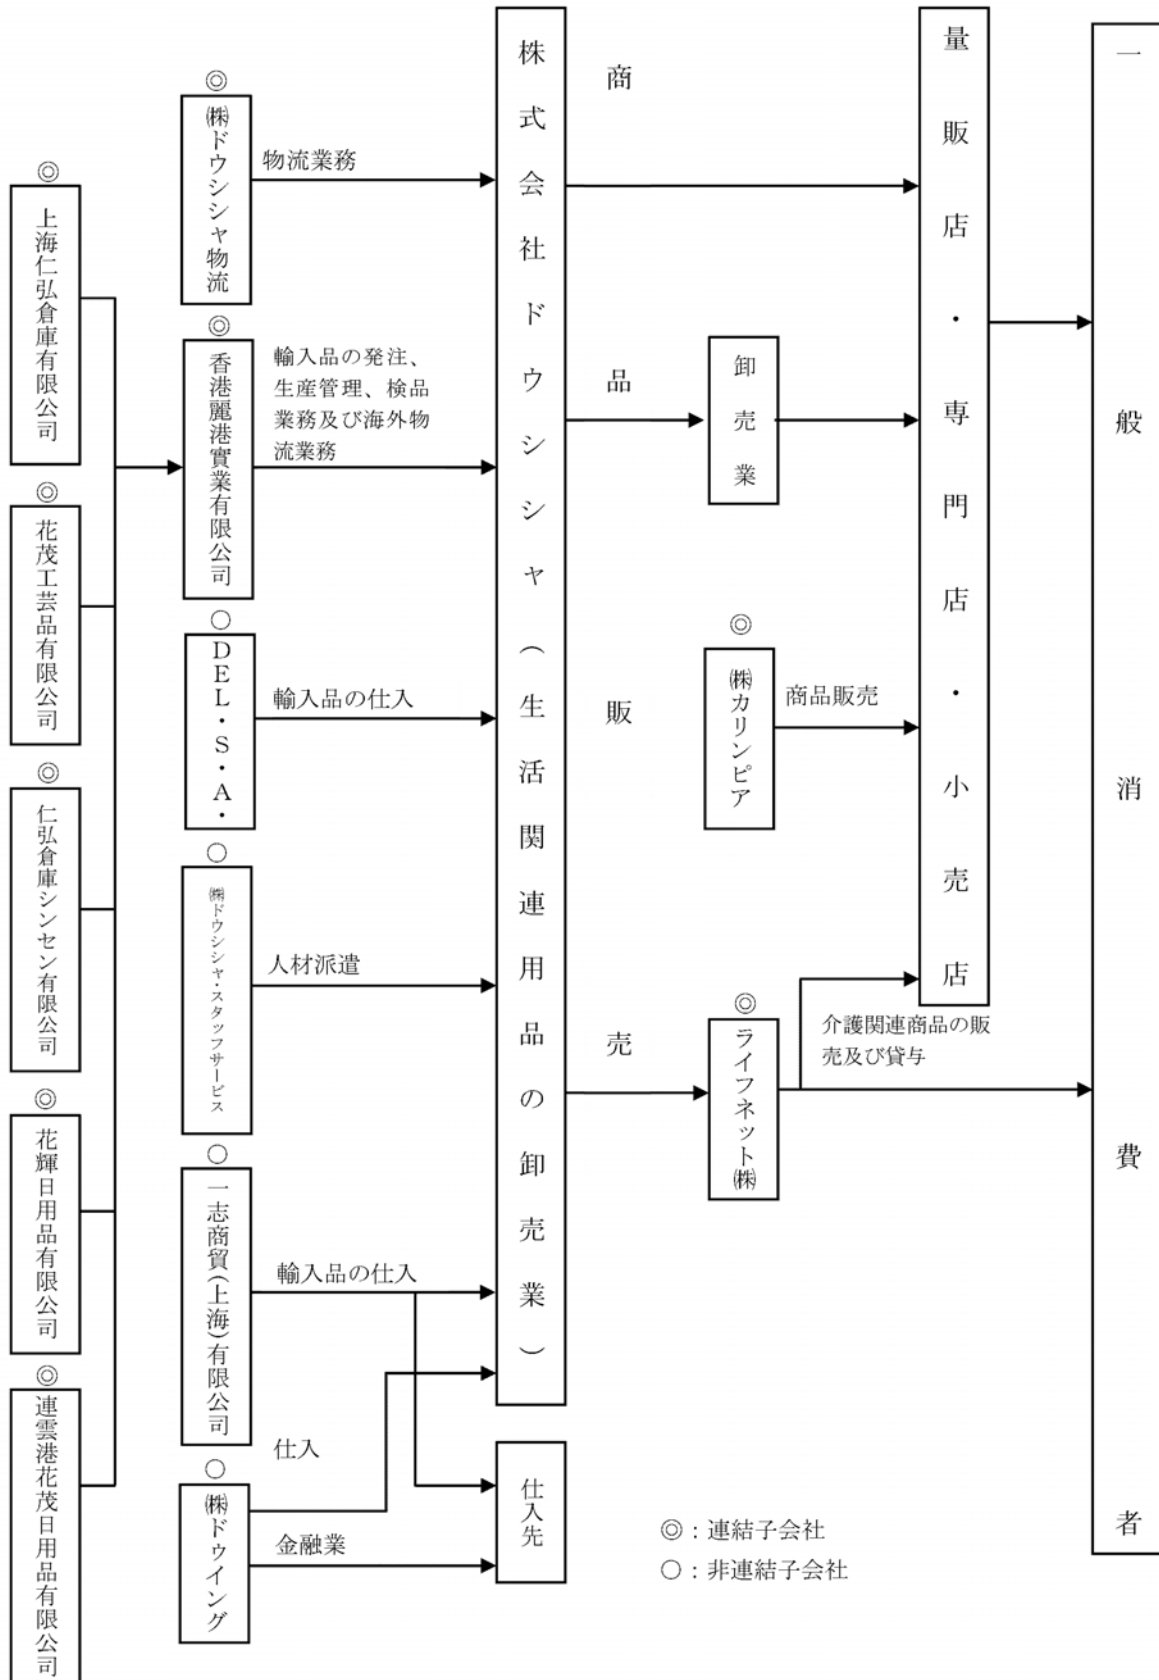 ◎
上海仁弘倉庫有限公司
◎
花茂工芸品有限公司
◎
仁弘倉庫シンセン有限公司
◎
花輝日用品有限公司
◎
連雲港花茂日用品有限公司
◎
㈱ドウシシャ物流
物流業務
◎
香港麗港實業有限公司
輸入品の発注、
生産管理、検品
業務及び海外物
流業務
○
DEL・S・A・
輸入品の仕入
○
㈱ドウシシャ・スタッフサービス
人材派遣
○
一志商貿(上海)有限公司
輸入品の仕入
仕入
○
㈱ドゥイング
金融業
株式会社ドウシシャ(生活関連用品の卸売業)
仕入先
商品販売
卸売業
◎
㈱カリンピア
商品販売
◎
ライフネット㈱
介護関連商品の販
売及び貸与
量販店・専門店・小売店
一般消費者
◎：連結子会社
○：非連結子会社